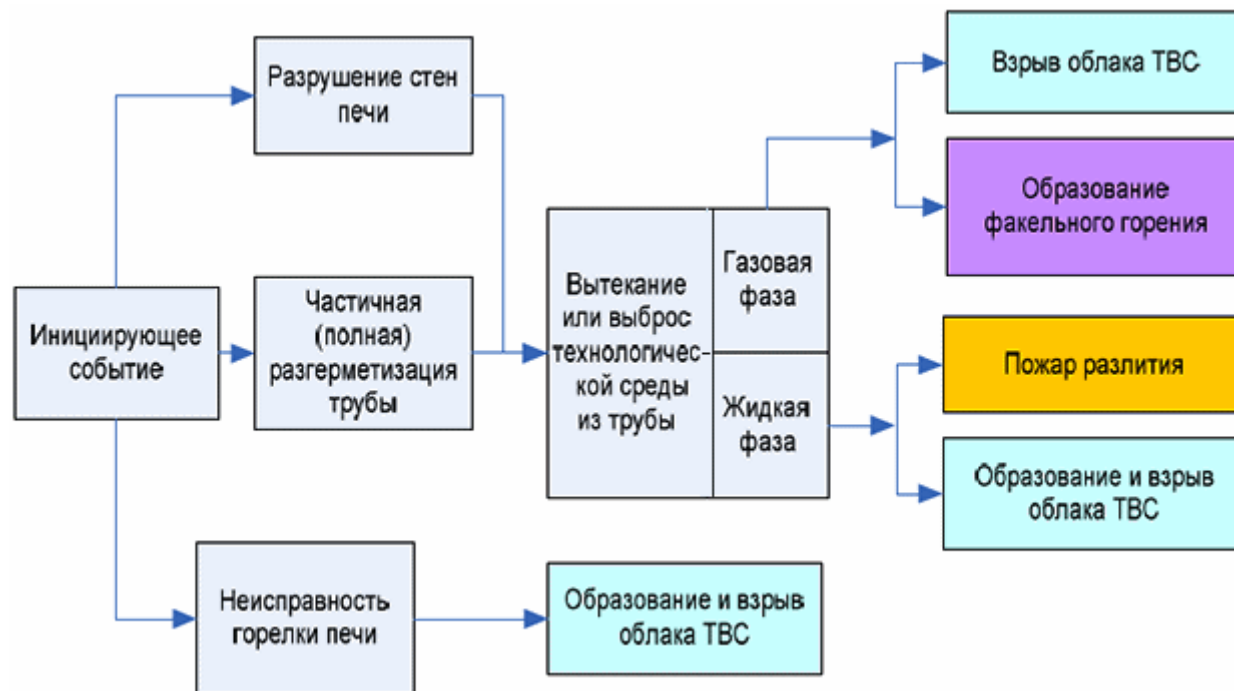 Разрушение стен
печи
Взрыв облака ТВС
Образование
факельного горения
Инициирующее
событие
Частичная
(полная)
разгерметизация
трубы
Вытекание
или выброс
технологичес-
кой среды
из трубы
Газовая
фаза
Жидкая
фаза
Пожар разлития
Образование и взрыв
облака ТВС
Неисправность
горелки печи
Образование и взрыв
облака ТВС